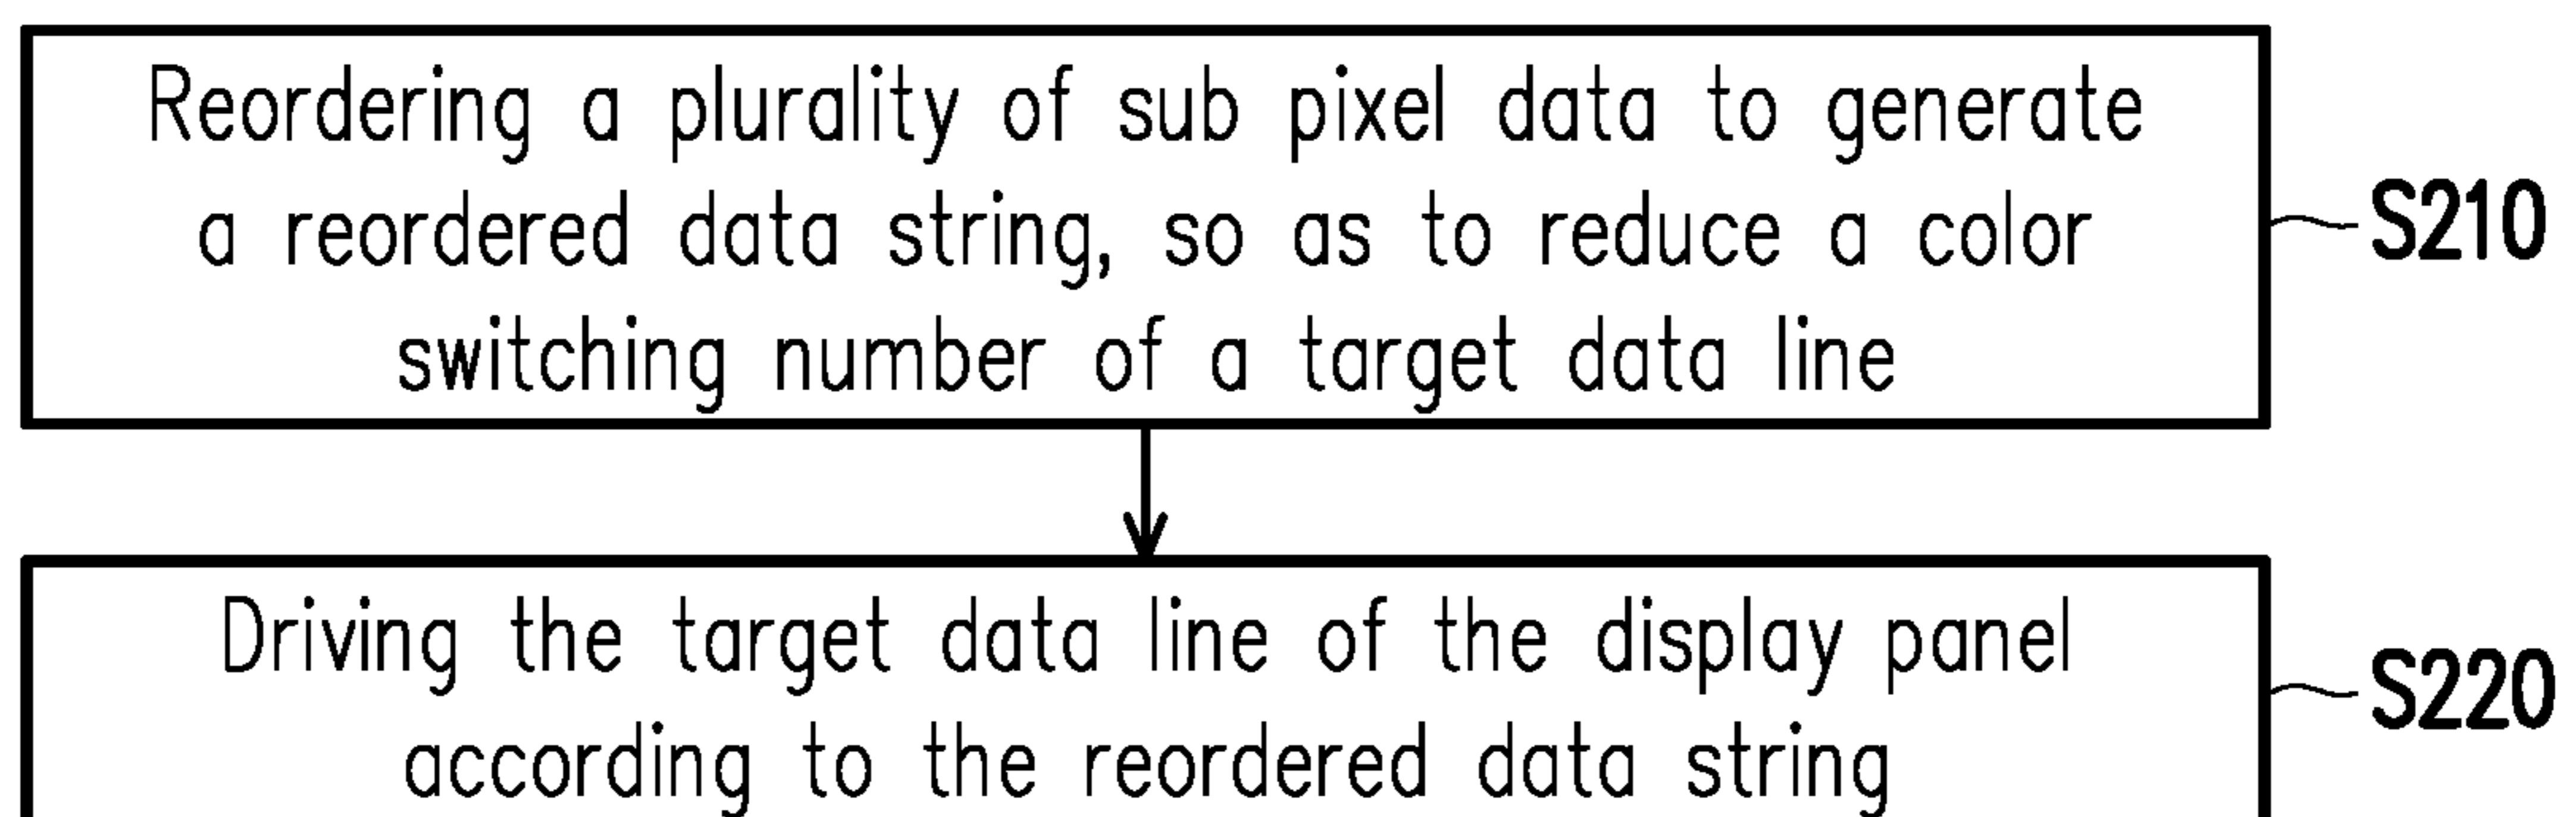 Reordering a plurality of sub pixel data to generate
a reordered data string, so as to reduce a color
switching number of a target data line
S210
Driving the target data line of the display panel
according to the reordered data string
S220